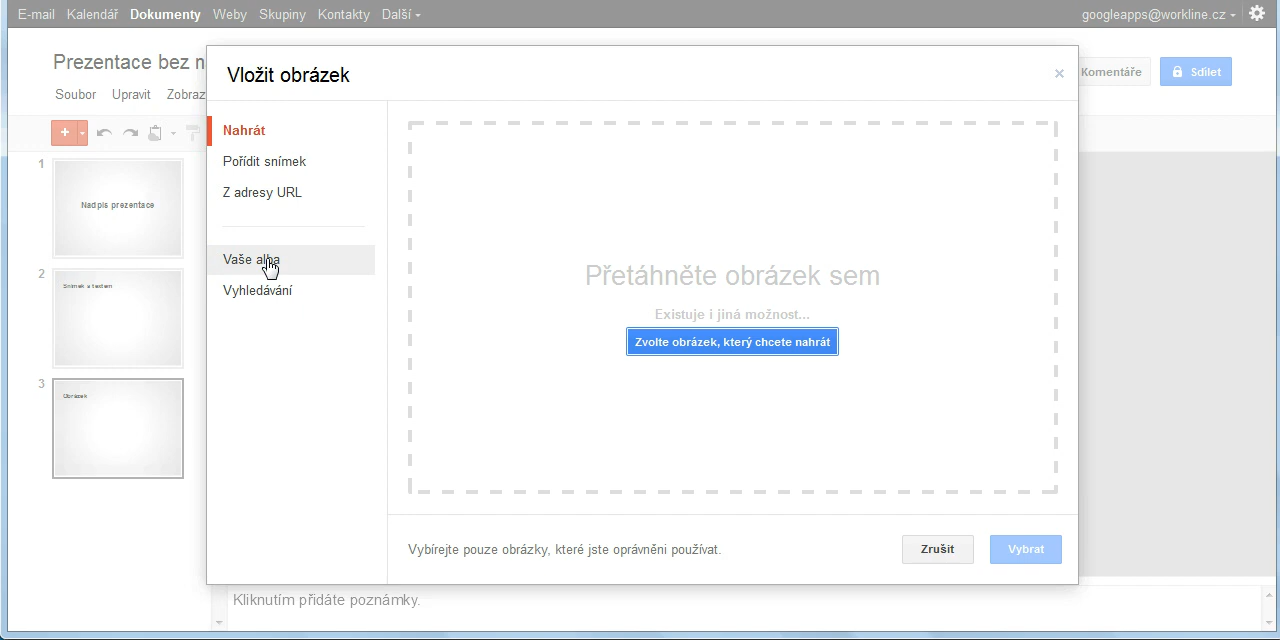 E-mail Kalendář Dokumenty Weby Skupiny Kontakty Další
googleapps@workline.cz
Prezentace bez n
Soubor Upravit Zobraz
Komentáře
Sdílet
Vložit obrázek
Nahrát
Pořídit snímek
Z adresy URL
Vaše alba
Vyhledávání
Přetáhněte obrázek sem
Existuje i jiná možnost...
Zvolte obrázek, který chcete nahrát
Vybírejte pouze obrázky, které jste oprávněni používat.
Zrušit
Vybrat
1
Nadpis prezentace
2
Snímek s textem
3
Obrázek
Kliknutím přidáte poznámky.